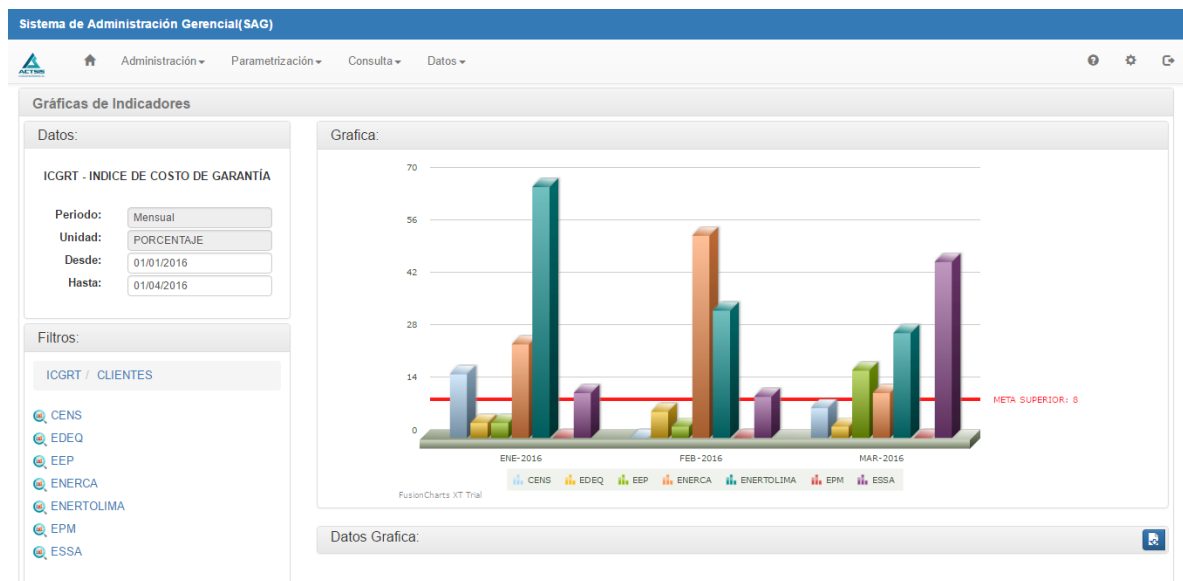 Sistema de Administración Gerencial(SAG)
ACTSIS
Administración
Parametrización
Consulta
Datos
Gráficas de Indicadores
Datos:
ICGRT - INDICE DE COSTO DE GARANTÍA
Periodo: Mensual
Unidad: PORCENTAJE
Desde: 01/01/2016
Hasta: 01/04/2016
Filtros:
ICGRT / CLIENTES
CENS
EDEQ
EEP
ENERCA
ENERTOLIMA
EPM
ESSA
Grafica:
70
56
42
28
14
0
META SUPERIOR: 8
ENE-2016 FEB-2016 MAR-2016
CENS EDEQ EEP ENERCA ENERTOLIMA EPM ESSA
FusionCharts XT Trial
Datos Grafica: